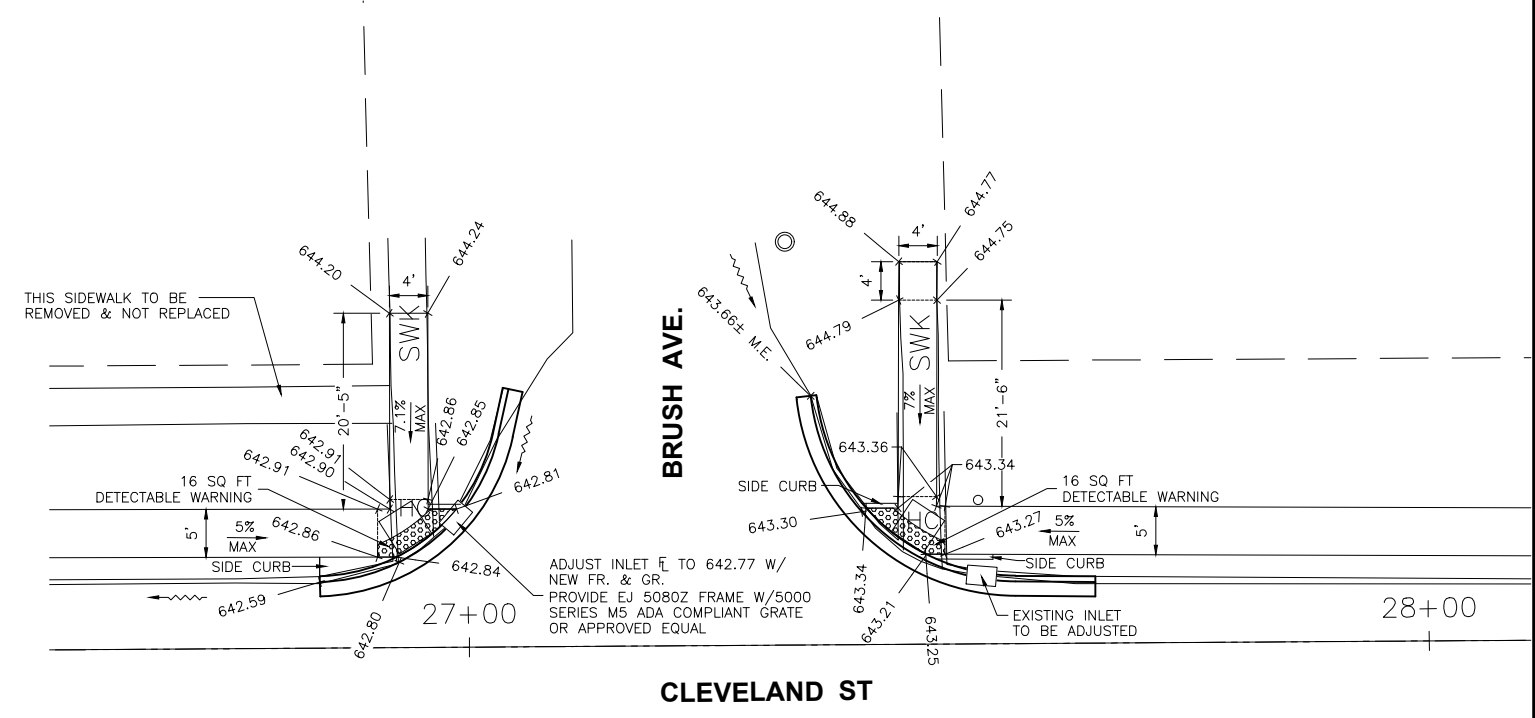 644.20
644.24
4'
THIS SIDEWALK TO BE
REMOVED & NOT REPLACED
SWK
20'-5"
7.1%
MAX
642.86
642.85
642.91
642.90
642.91
16 SQ FT
DETECTABLE WARNING
642.81
5'
5%
MAX
642.86
SIDE CURB
642.84
642.59
642.80
27+00
ADJUST INLET FL TO 642.77 W/
NEW FR. & GR.
PROVIDE EJ 5080Z FRAME W/5000
SERIES M5 ADA COMPLIANT GRATE
OR APPROVED EQUAL
BRUSH AVE.
644.88
644.77
4'
4'
644.75
643.66± M.E.
644.79
SWK
7%
MAX
21'-6"
643.36
643.34
SIDE CURB
HC
16 SQ FT
DETECTABLE WARNING
643.30
643.27
5%
MAX
5'
SIDE CURB
643.34
643.21
643.25
EXISTING INLET
TO BE ADJUSTED
28+00
CLEVELAND ST